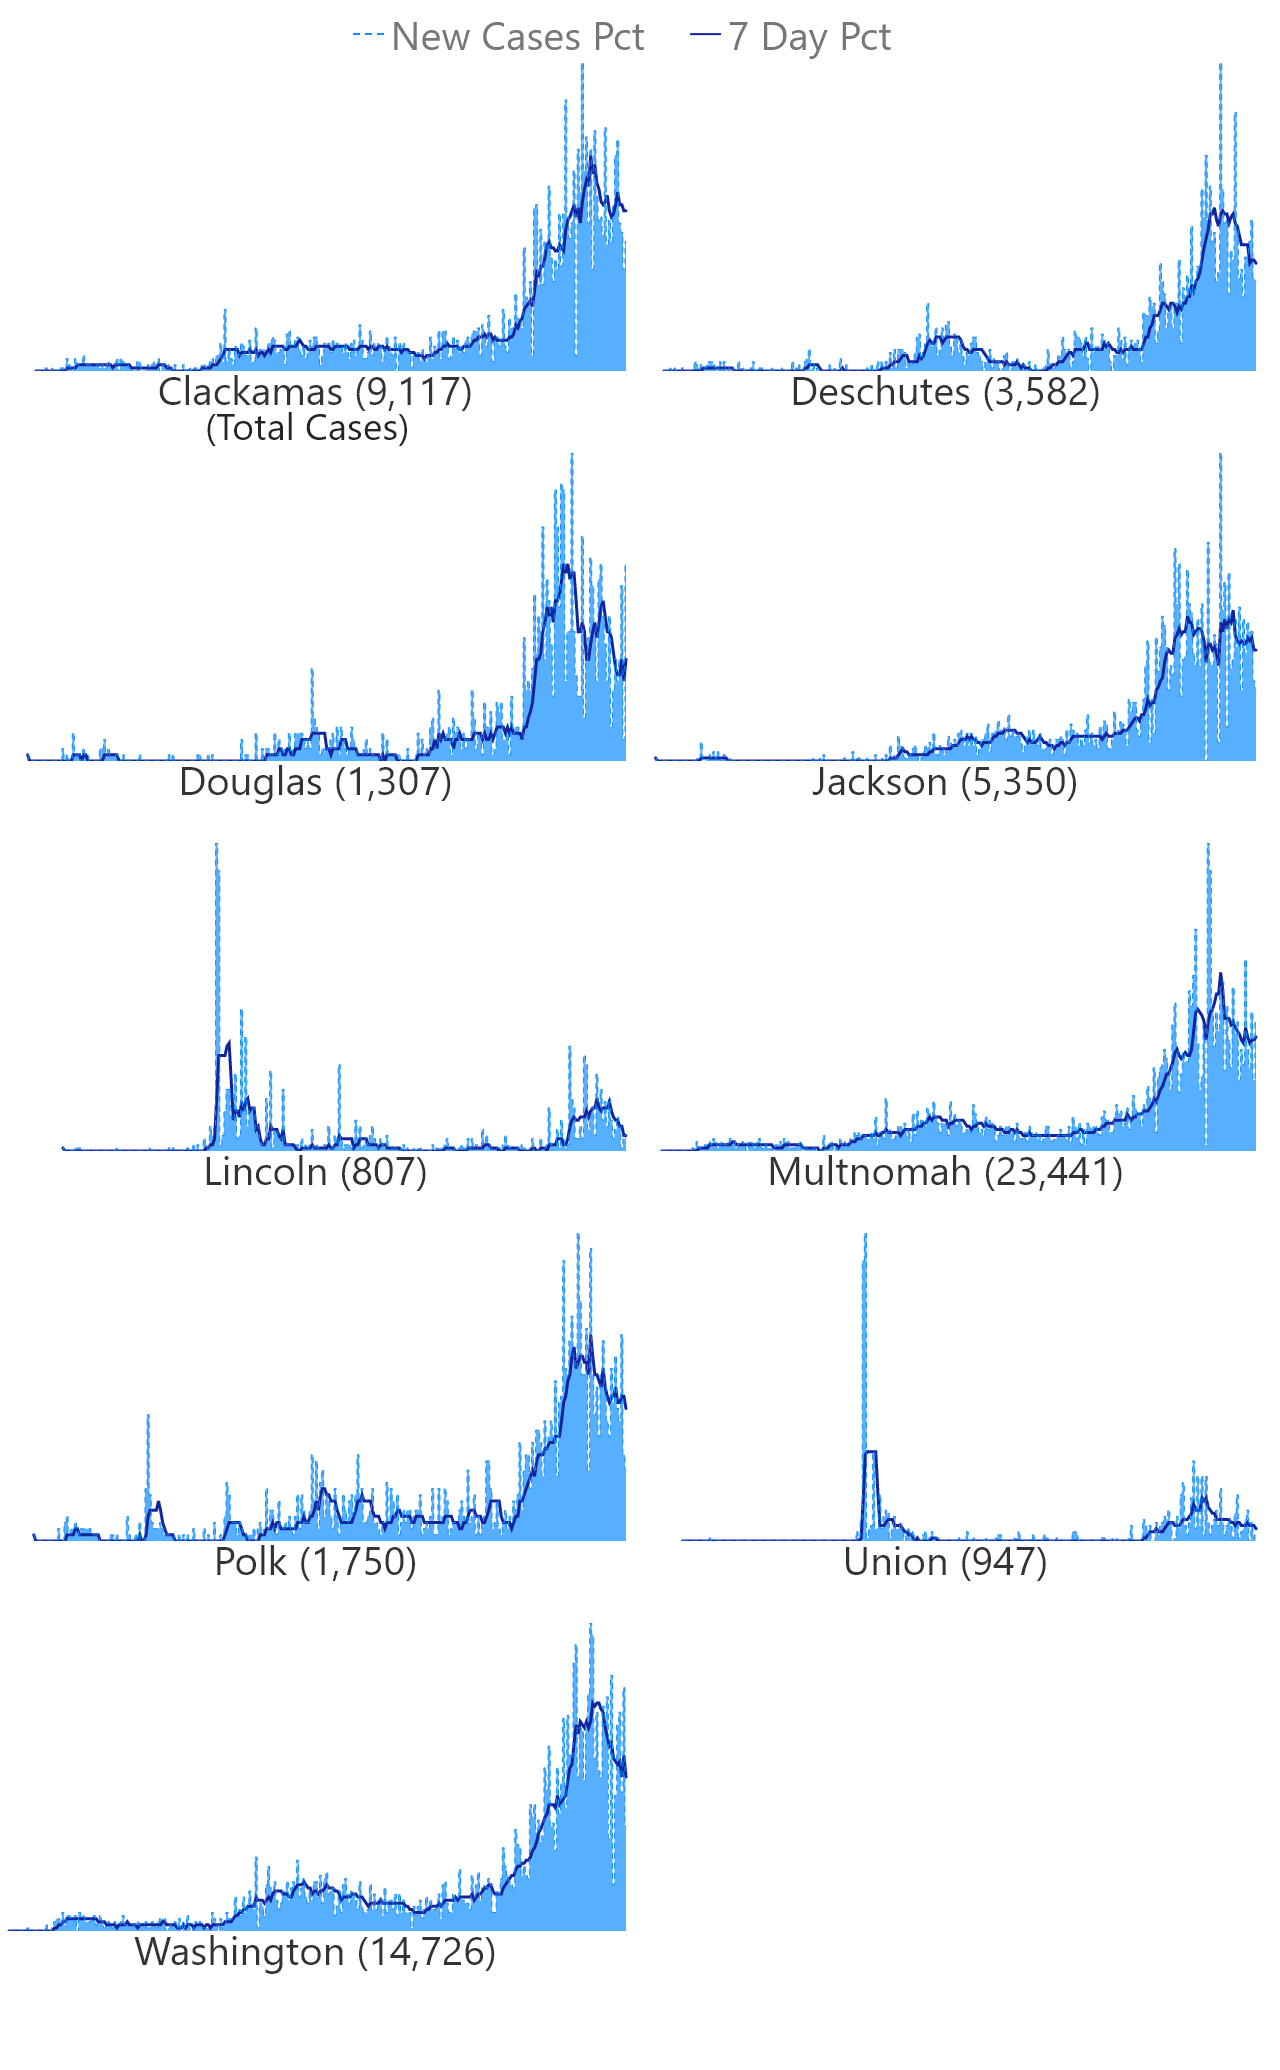 New Cases Pct 7 Day Pct
Clackamas (9,117)
(Total Cases)
Deschutes (3,582)
Douglas (1,307)
Jackson (5,350)
Lincoln (807)
Multnomah (23,441)
Polk (1,750)
Union (947)
Washington (14,726)